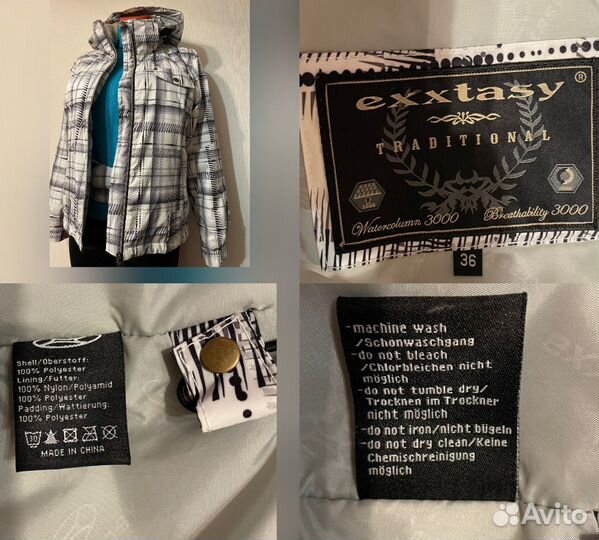 exxtasy ®
TRADITIONAL
Watercolumn 3000 Breathability 3000
36
Shell/Oberstoff:
100% Polyester
Lining/Futter:
100% Nylon/Polyamid
100% Polyester
Padding/Wattierung:
100% Polyester
30
MADE IN CHINA
-machine wash
/Schonwaschgang
-do not bleach
/Chlorbleichen nicht
möglich
-do not tumble dry/
Trocknen im Trockner
nicht möglich
-do not iron/nicht bügeln
-do not dry clean/Keine
Chemischreinigung
möglich
Avito